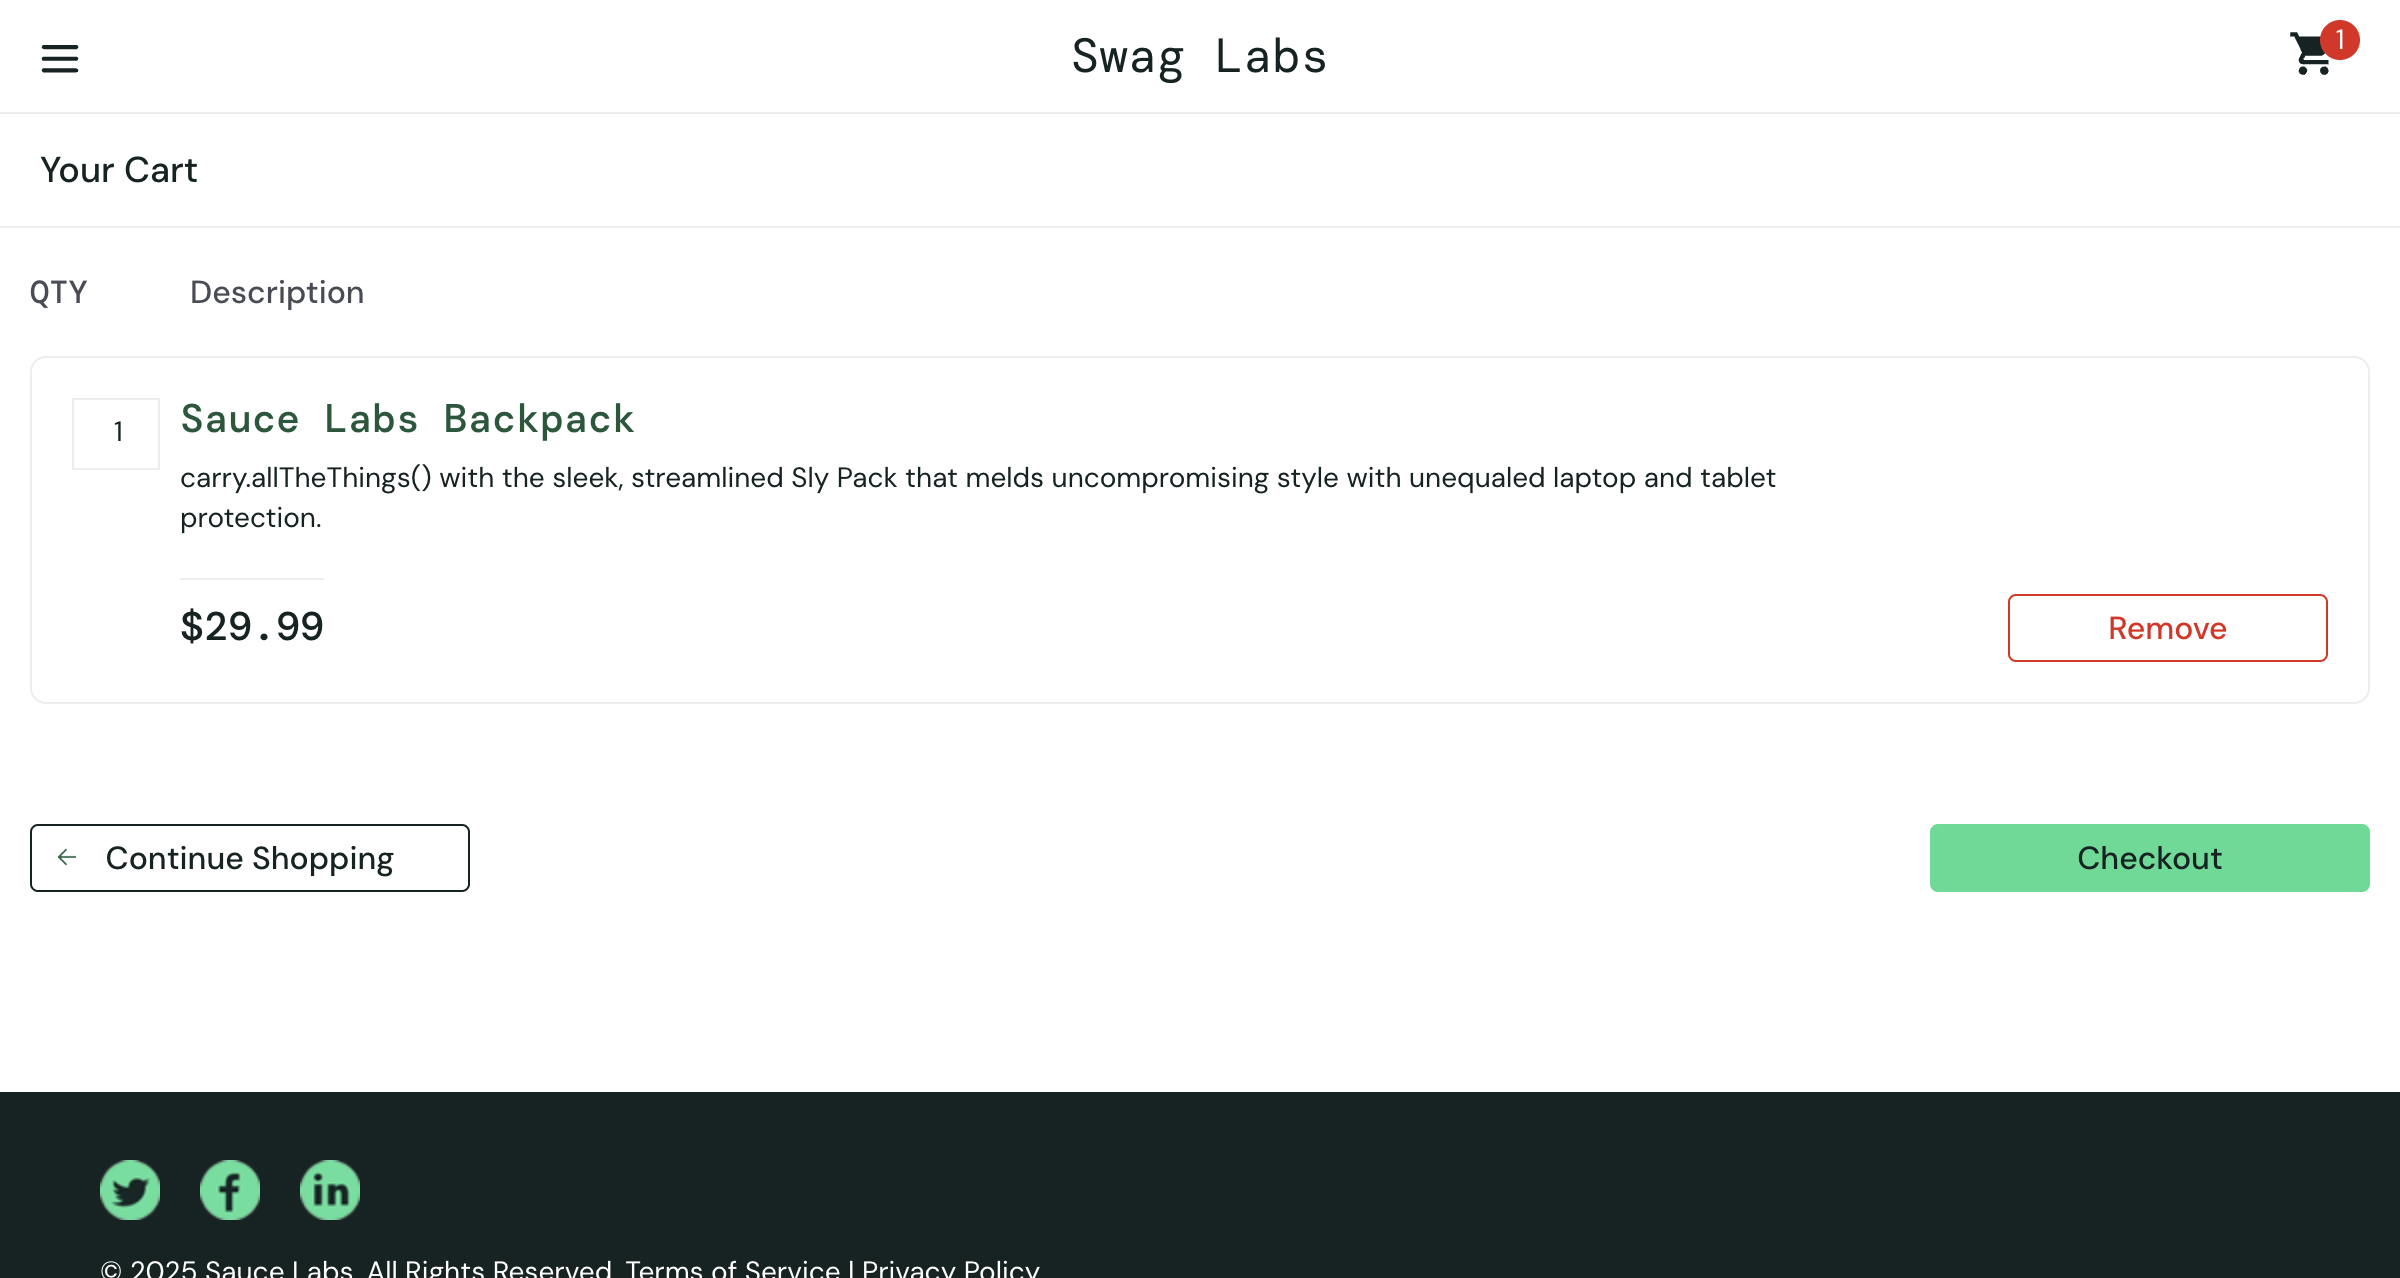 Swag Labs
1
Your Cart
QTY
Description
1
Sauce Labs Backpack
carry.allTheThings() with the sleek, streamlined Sly Pack that melds uncompromising style with unequaled laptop and tablet
protection.
$29.99
Remove
Continue Shopping
Checkout
© 2025 Sauce Labs. All Rights Reserved. Terms of Service | Privacy Policy